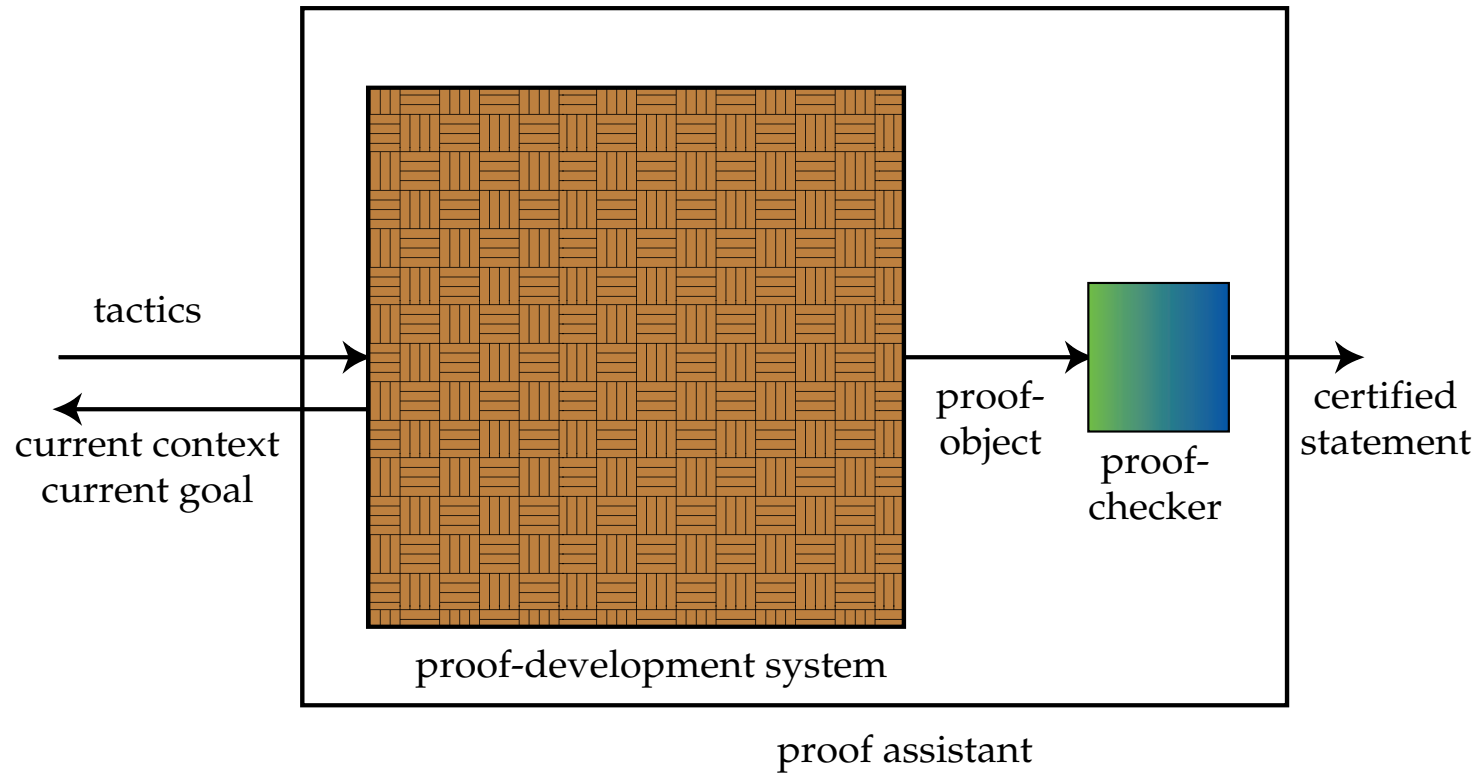 tactics
current context
current goal
proof-development system
proof-
object
proof-
checker
certified
statement
proof assistant